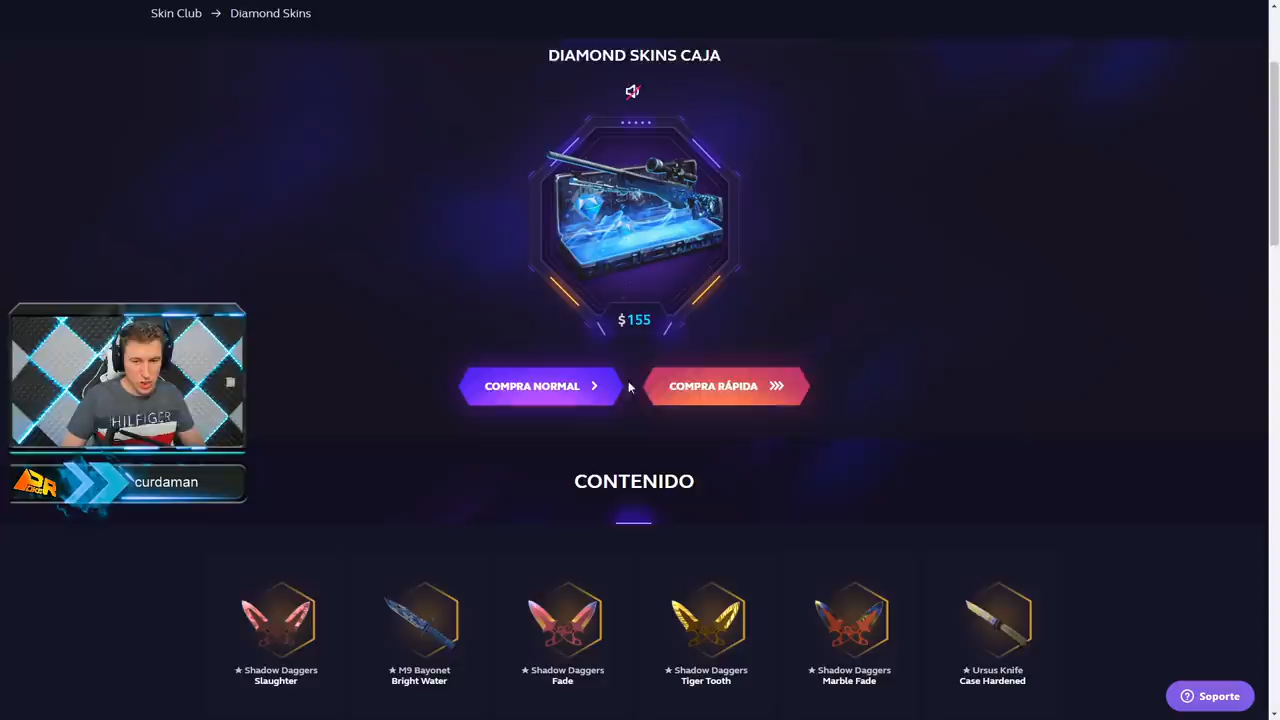 Skin Club → Diamond Skins
DIAMOND SKINS CAJA
$155
COMPRA NORMAL
COMPRA RÁPIDA
HILFIGER
curdaman
CONTENIDO
★ Shadow Daggers
Slaughter
★ M9 Bayonet
Bright Water
★ Shadow Daggers
Fade
★ Shadow Daggers
Tiger Tooth
★ Shadow Daggers
Marble Fade
★ Ursus Knife
Case Hardened
Soporte